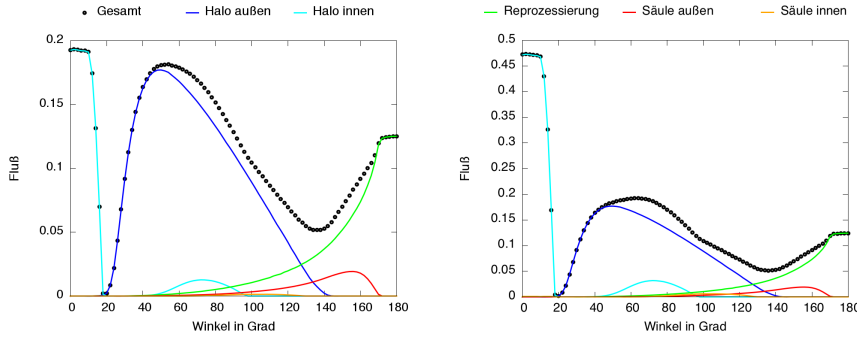 Gesamt Halo außen Halo innen
Reprozessierung Säule außen Säule innen
0.2
0.15
0.1
0.05
0
Fluß
0 20 40 60 80 100 120 140 160 180
Winkel in Grad
0.5
0.45
0.4
0.35
0.3
0.25
0.2
0.15
0.1
0.05
0
Fluß
0 20 40 60 80 100 120 140 160 180
Winkel in Grad